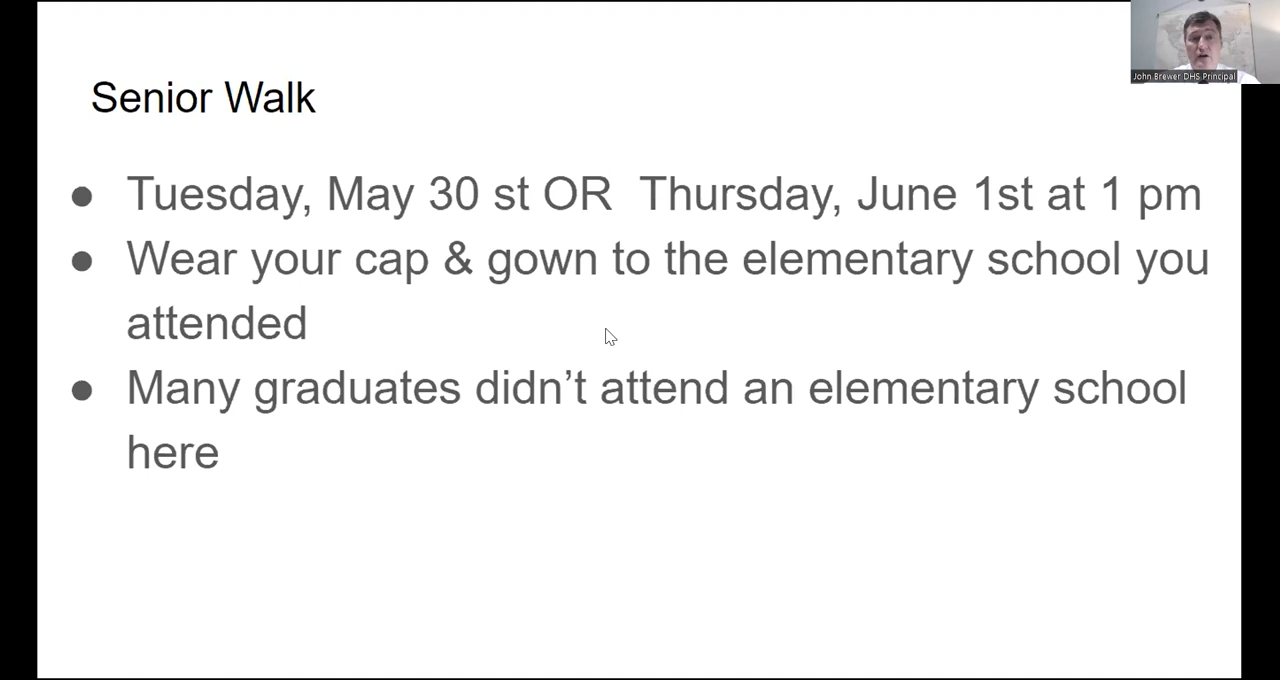 John Brewer DHS Principal
Senior Walk
● Tuesday, May 30 st OR  Thursday, June 1st at 1 pm
● Wear your cap & gown to the elementary school you
attended
● Many graduates didn’t attend an elementary school
here